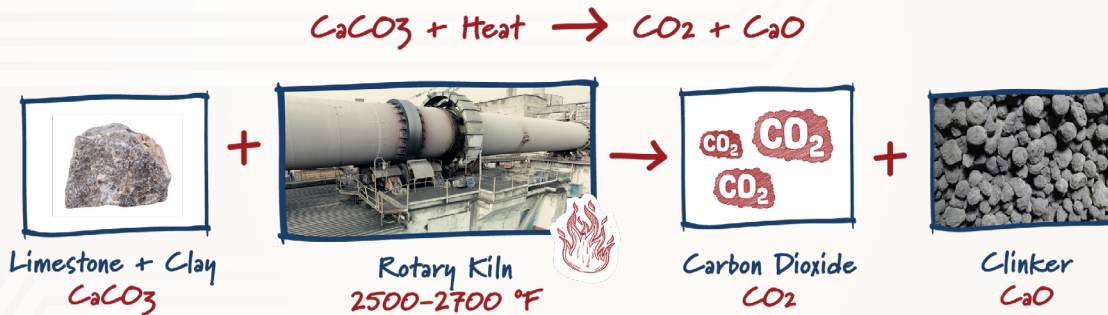 CaCO3 + Heat → CO2 + CaO
+
→
CO2
CO2
CO2
+
Limestone + Clay
CaCO3
Rotary Kiln
2500-2700 °F
Carbon Dioxide
CO2
Clinker
CaO